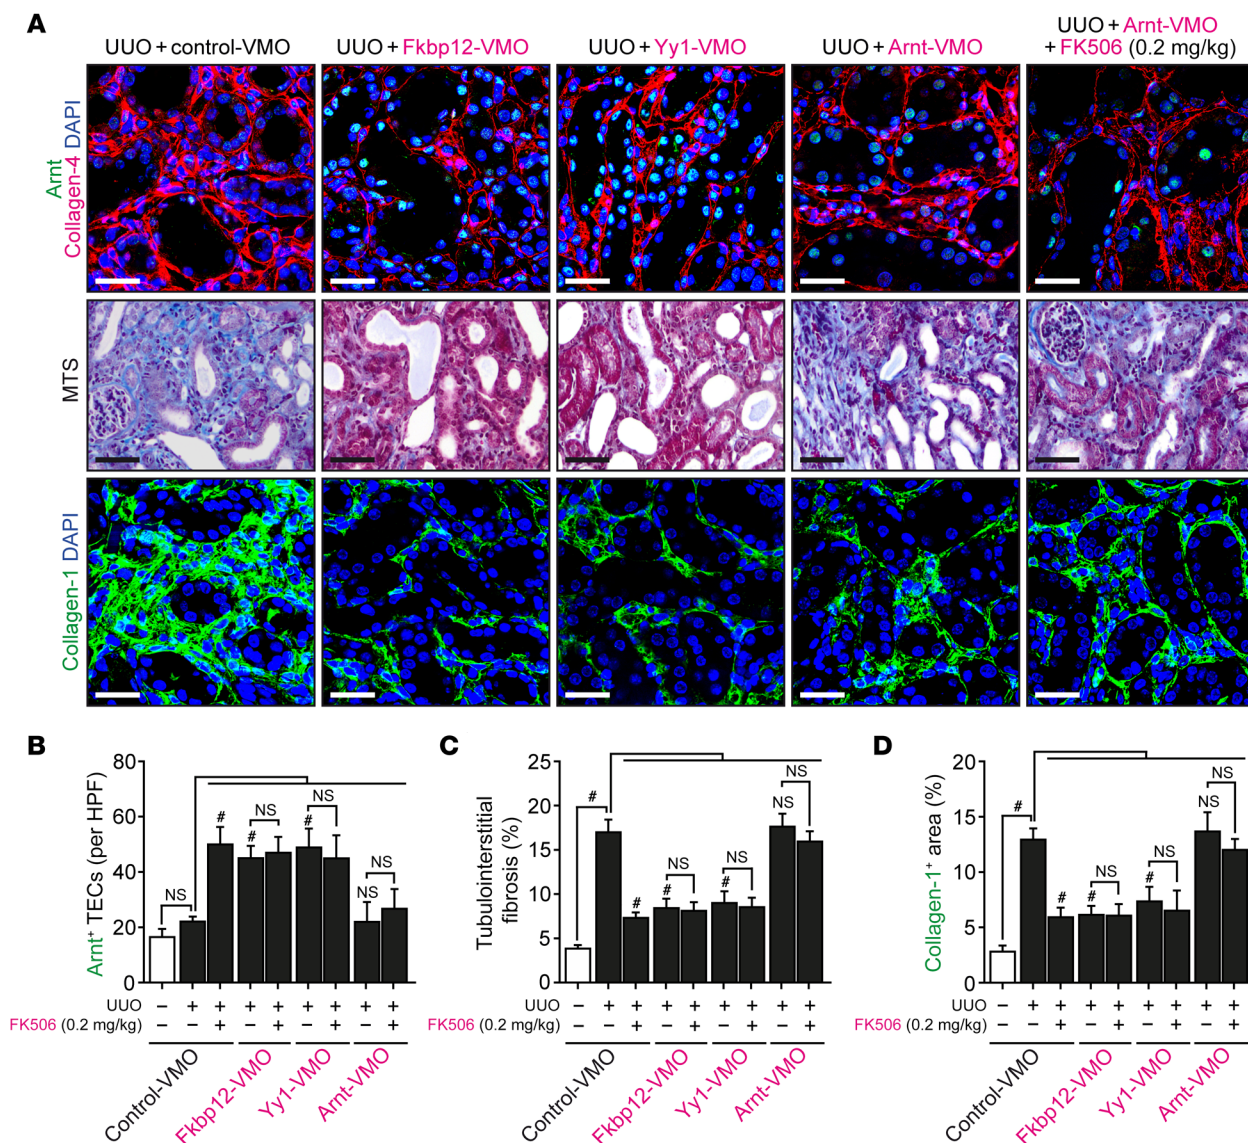 A
UUO + control-VMO
UUO + Fkbp12-VMO
UUO + Yy1-VMO
UUO + Arnt-VMO
UUO + Arnt-VMO
+ FK506 (0.2 mg/kg)
Arnt
Collagen-4 DAPI
MTS
Collagen-1 DAPI
B
Arnt+ TECs (per HPF)
80
60
40
20
0
NS
#
#
NS
#
NS
NS
NS
UUO
− + + + + + + + +
FK506 (0.2 mg/kg)
− − + − + − + − +
Control-VMO
Fkbp12-VMO
Yy1-VMO
Arnt-VMO
C
Tubulointerstitial
fibrosis (%)
25
20
15
10
5
0
#
#
#
NS
#
NS
NS
NS
UUO
− + + + + + + + +
FK506 (0.2 mg/kg)
− − + − + − + − +
Control-VMO
Fkbp12-VMO
Yy1-VMO
Arnt-VMO
D
Collagen-1+ area (%)
20
15
10
5
0
#
#
#
NS
#
NS
NS
NS
UUO
− + + + + + + + +
FK506 (0.2 mg/kg)
− − + − + − + − +
Control-VMO
Fkbp12-VMO
Yy1-VMO
Arnt-VMO